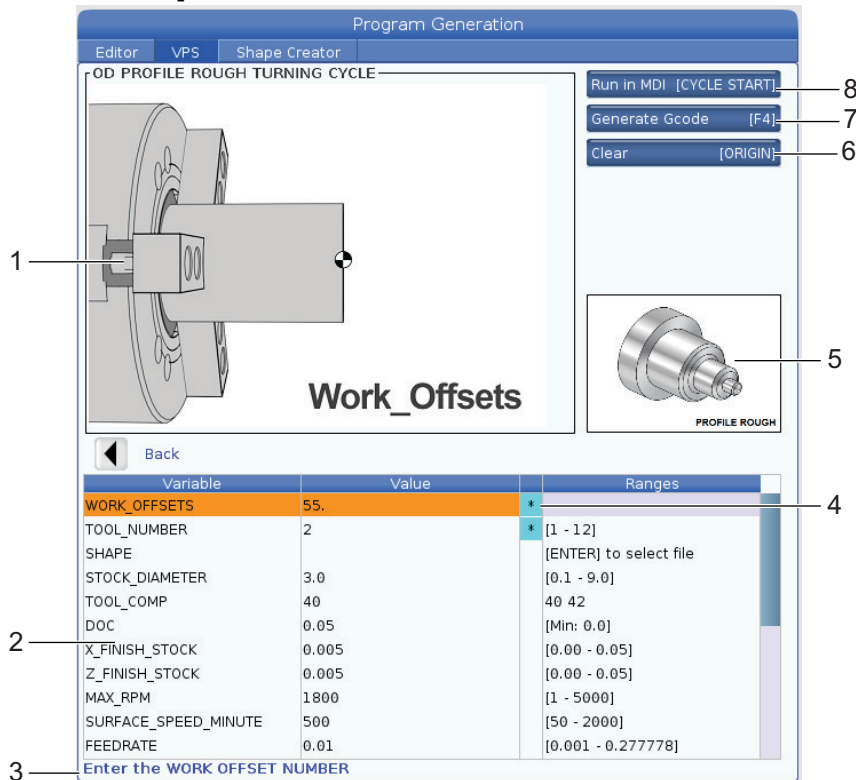 Program Generation
Editor VPS Shape Creator
OD PROFILE ROUGH TURNING CYCLE
Run in MDI [CYCLE START] 8
Generate Gcode [F4] 7
Clear [ORIGIN] 6
1
Work_Offsets
5
PROFILE ROUGH
Back
Variable Value Ranges
WORK_OFFSETS 55. * 4
TOOL_NUMBER 2 * [1 - 12]
SHAPE [ENTER] to select file
STOCK_DIAMETER 3.0 [0.1 - 9.0]
TOOL_COMP 40 40 42
DOC 0.05 [Min: 0.0]
2 X_FINISH_STOCK 0.005 [0.00 - 0.05]
Z_FINISH_STOCK 0.005 [0.00 - 0.05]
MAX_RPM 1800 [1 - 5000]
SURFACE_SPEED_MINUTE 500 [50 - 2000]
FEEDRATE 0.01 [0.001 - 0.277778]
3 Enter the WORK OFFSET NUMBER